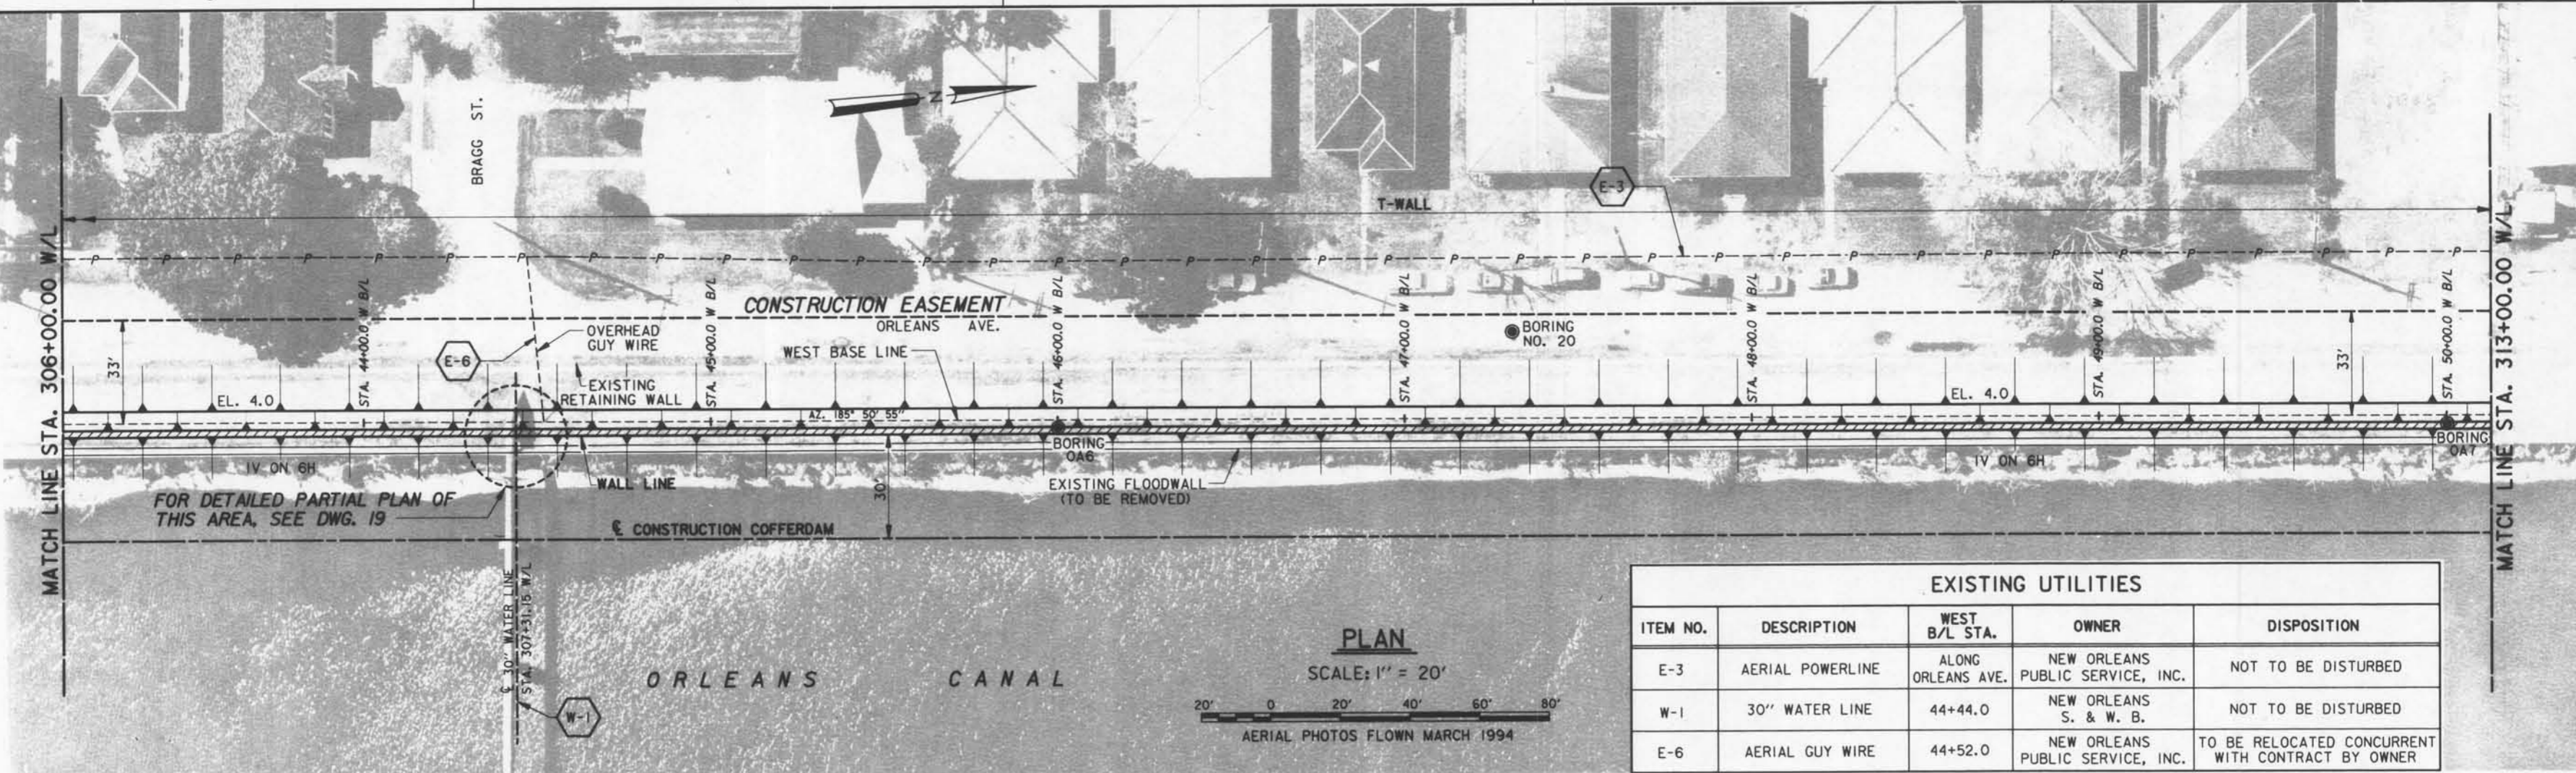 BRAGG ST.
N
E-3
T-WALL
MATCH LINE STA. 306+00.00 W/L
MATCH LINE STA. 313+00.00 W/L
P P P P P P P P P P P P P P P P P P P P P P P P P P P P P P P P P P P P
STA. 44+00.0 W B/L
STA. 45+00.0 W B/L
STA. 46+00.0 W B/L
STA. 47+00.0 W B/L
STA. 48+00.0 W B/L
STA. 49+00.0 W B/L
STA. 50+00.0 W B/L
CONSTRUCTION EASEMENT
ORLEANS AVE.
OVERHEAD
GUY WIRE
E-6
WEST BASE LINE
BORING
NO. 20
33'
33'
EXISTING
RETAINING WALL
EL. 4.0
EL. 4.0
AZ. 185° 50' 55"
BORING
OA6
BORING
OA7
1V ON 6H
1V ON 6H
WALL LINE
30'
EXISTING FLOODWALL
(TO BE REMOVED)
FOR DETAILED PARTIAL PLAN OF
THIS AREA, SEE DWG. 19
℄ CONSTRUCTION COFFERDAM
℄ 30" WATER LINE
STA. 307+31.15 W/L
W-1
ORLEANS CANAL
PLAN
SCALE: 1" = 20'
20' 0 20' 40' 60' 80'
AERIAL PHOTOS FLOWN MARCH 1994
EXISTING UTILITIES
ITEM NO. DESCRIPTION WEST B/L STA. OWNER DISPOSITION
E-3 AERIAL POWERLINE ALONG ORLEANS AVE. NEW ORLEANS PUBLIC SERVICE, INC. NOT TO BE DISTURBED
W-1 30" WATER LINE 44+44.0 NEW ORLEANS S. & W. B. NOT TO BE DISTURBED
E-6 AERIAL GUY WIRE 44+52.0 NEW ORLEANS PUBLIC SERVICE, INC. TO BE RELOCATED CONCURRENT WITH CONTRACT BY OWNER